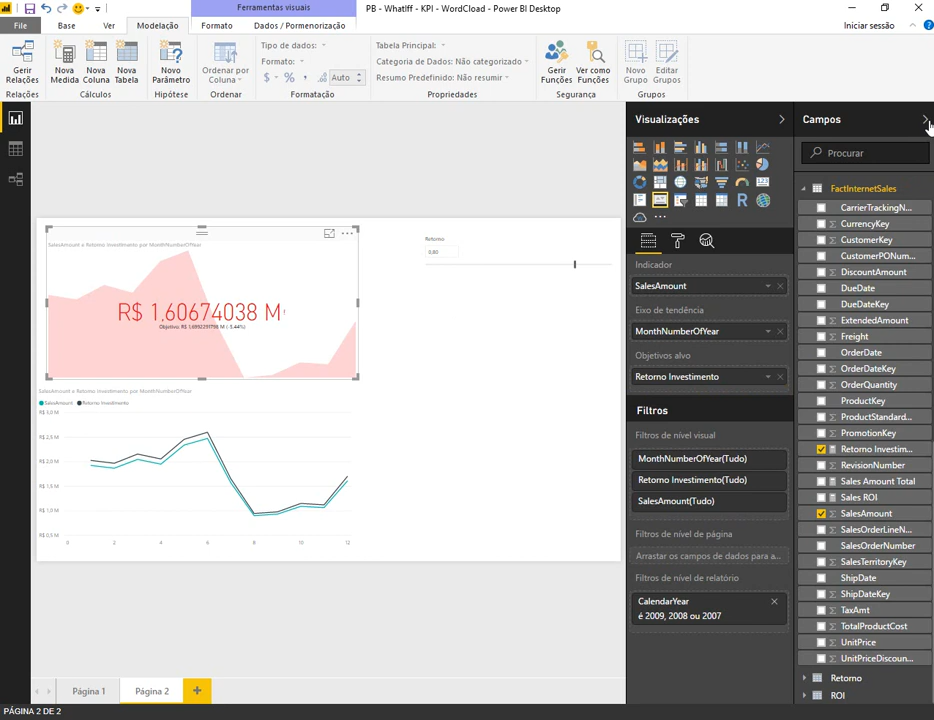 Ferramentas visuais
PB - WhatIff - KPI - WordCload - Power BI Desktop
File
Base
Ver
Modelação
Formato
Dados / Pormenorização
Iniciar sessão
Gerir Relações
Relações
Nova Medida
Nova Coluna
Nova Tabela
Cálculos
Novo Parâmetro
Hipótese
Ordenar por Coluna
Ordenar
Tipo de dados:
Formato:
$ % , Auto
Formatação
Tabela Principal:
Categoria de Dados: Não categorizado
Resumo Predefinido: Não resumir
Propriedades
Gerir Funções
Ver como Funções
Segurança
Novo Grupo
Editar Grupos
Grupos
SalesAmount e Retorno Investimento por MonthNumberOfYear
R$ 1,60674038 M!
Objetivo: R$ 1,6992291798 M (-5.44%)
Retorno
0,80
SalesAmount e Retorno Investimento por MonthNumberOfYear
SalesAmount Retorno Investimento
R$ 3,0 M
R$ 2,5 M
R$ 2,0 M
R$ 1,5 M
R$ 1,0 M
R$ 0,5 M
0 2 4 6 8 10 12
Visualizações
R
Indicador
SalesAmount
Eixo de tendência
MonthNumberOfYear
Objetivos alvo
Retorno Investimento
Filtros
Filtros de nível visual
MonthNumberOfYear(Tudo)
Retorno Investimento(Tudo)
SalesAmount(Tudo)
Filtros de nível de página
Arrastar os campos de dados para a...
Filtros de nível de relatório
CalendarYear
é 2009, 2008 ou 2007
Campos
Procurar
FactInternetSales
CarrierTrackingN...
CurrencyKey
CustomerKey
CustomerPONum...
DiscountAmount
DueDate
DueDateKey
ExtendedAmount
Freight
OrderDate
OrderDateKey
OrderQuantity
ProductKey
ProductStandard...
PromotionKey
Retorno Investim...
RevisionNumber
Sales Amount Total
Sales ROI
SalesAmount
SalesOrderLineN...
SalesOrderNumber
SalesTerritoryKey
ShipDate
ShipDateKey
TaxAmt
TotalProductCost
UnitPrice
UnitPriceDiscoun...
Retorno
ROI
Página 1
Página 2
PÁGINA 2 DE 2